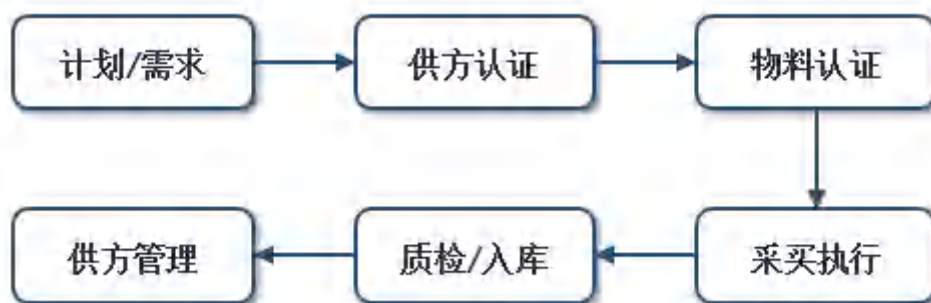 计划/需求
供方认证
物料认证
采买执行
质检/入库
供方管理